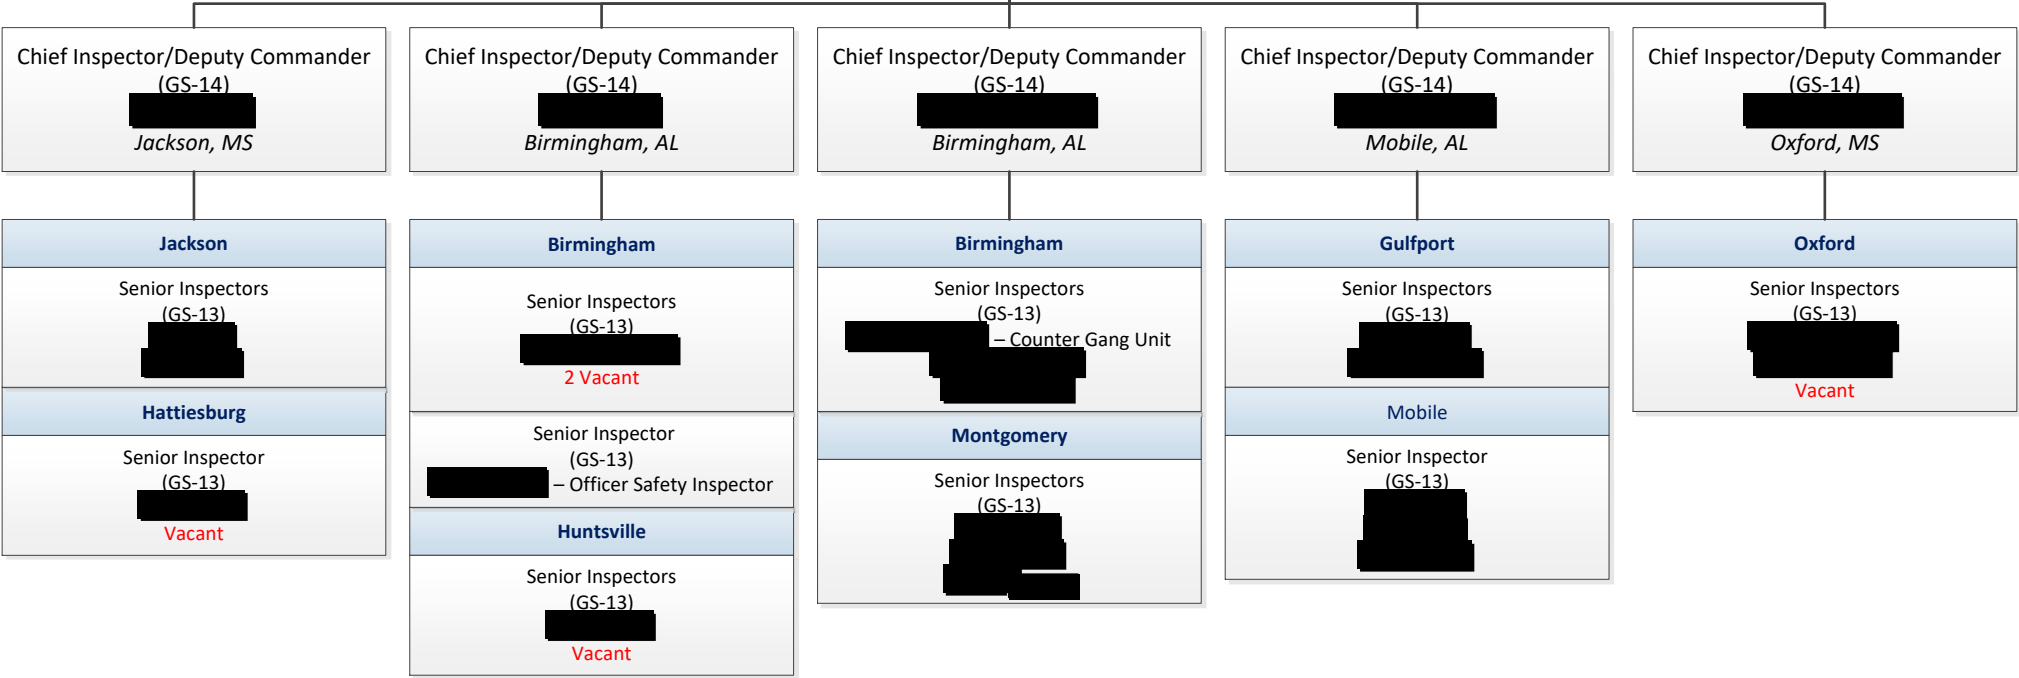 Chief Inspector/Deputy Commander
(GS-14)
Jackson, MS
Chief Inspector/Deputy Commander
(GS-14)
Birmingham, AL
Chief Inspector/Deputy Commander
(GS-14)
Birmingham, AL
Chief Inspector/Deputy Commander
(GS-14)
Mobile, AL
Chief Inspector/Deputy Commander
(GS-14)
Oxford, MS
Jackson
Senior Inspectors
(GS-13)
Hattiesburg
Senior Inspector
(GS-13)
Vacant
Birmingham
Senior Inspectors
(GS-13)
2 Vacant
Senior Inspector
(GS-13)
– Officer Safety Inspector
Huntsville
Senior Inspectors
(GS-13)
Vacant
Birmingham
Senior Inspectors
(GS-13)
– Counter Gang Unit
Montgomery
Senior Inspectors
(GS-13)
Gulfport
Senior Inspectors
(GS-13)
Mobile
Senior Inspector
(GS-13)
Oxford
Senior Inspectors
(GS-13)
Vacant